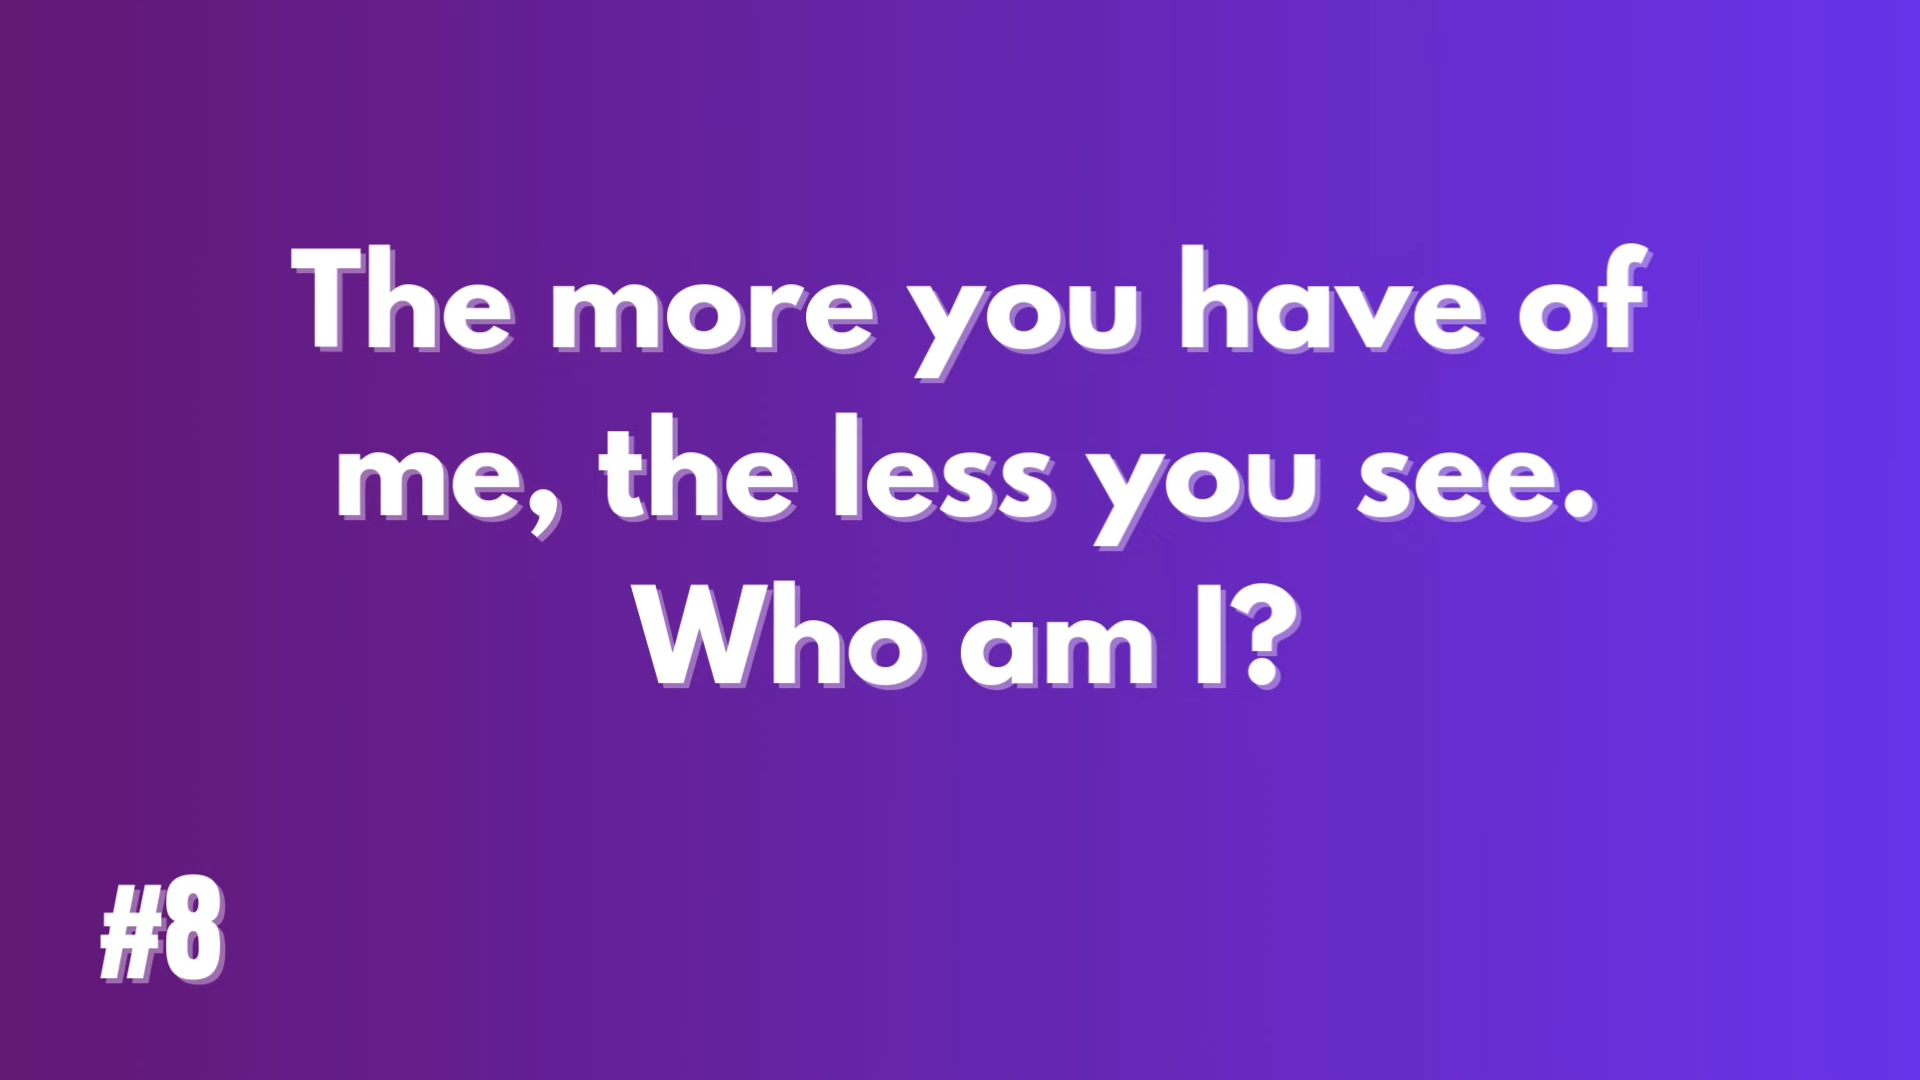 The more you have of
me, the less you see.
Who am I?
#8